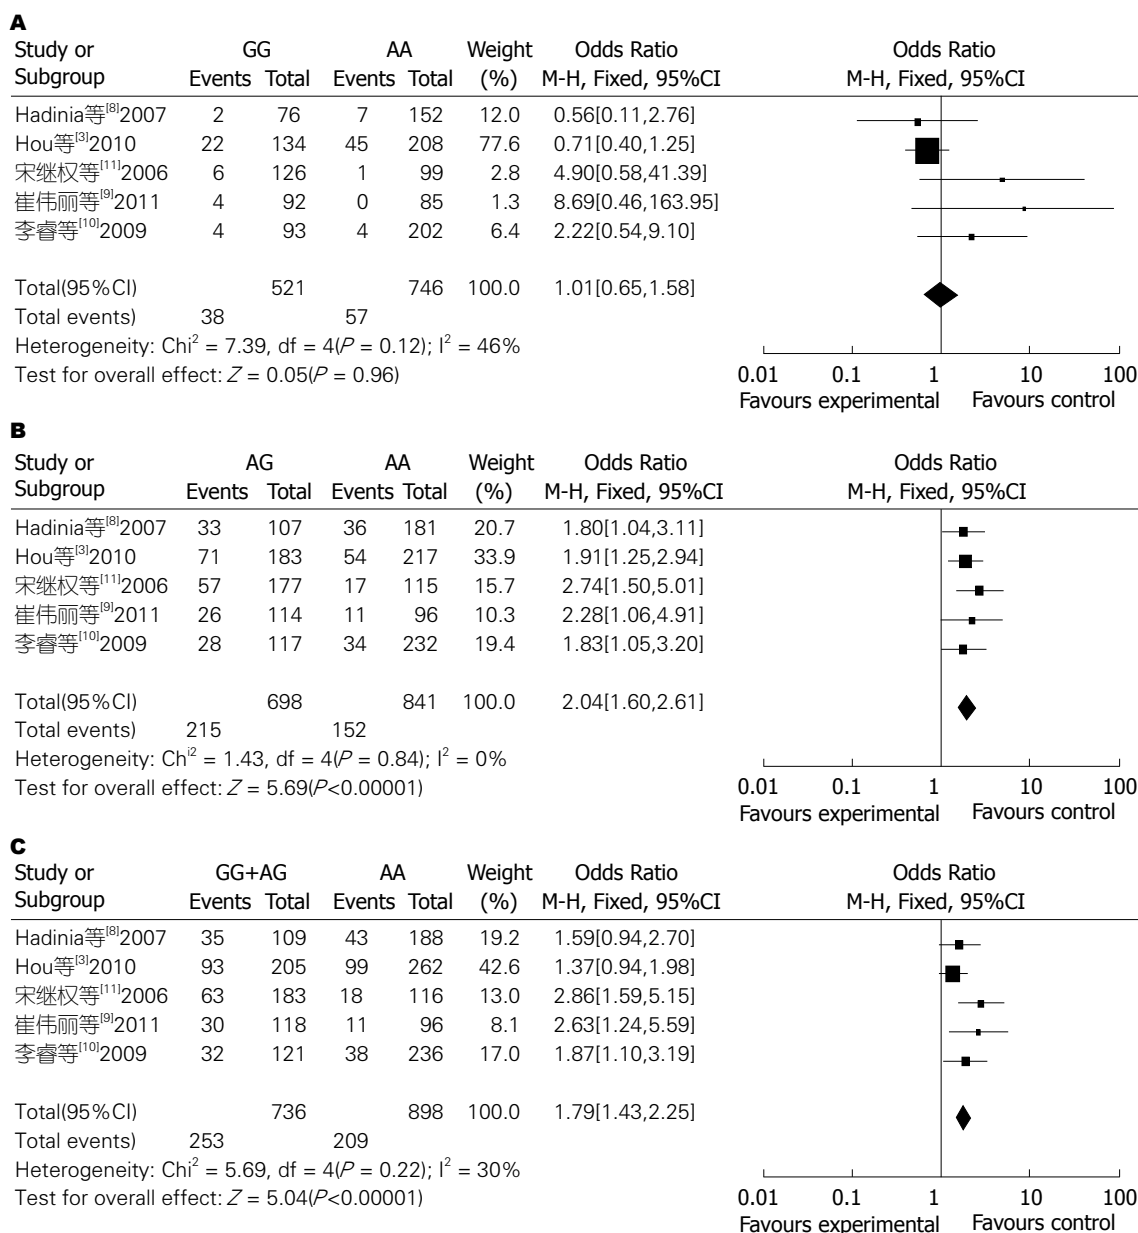 A
Study or GG AA Weight Odds Ratio Odds Ratio
Subgroup Events Total Events Total (%) M-H, Fixed, 95%CI M-H, Fixed, 95%CI
Hadinia等[8]2007 2 76 7 152 12.0 0.56[0.11,2.76]
Hou等[3]2010 22 134 45 208 77.6 0.71[0.40,1.25]
宋继权等[11]2006 6 126 1 99 2.8 4.90[0.58,41.39]
崔伟丽等[9]2011 4 92 0 85 1.3 8.69[0.46,163.95]
李睿等[10]2009 4 93 4 202 6.4 2.22[0.54,9.10]
Total(95%CI) 521 746 100.0 1.01[0.65,1.58]
Total events) 38 57
Heterogeneity: Chi2 = 7.39, df = 4(P = 0.12); I2 = 46%
Test for overall effect: Z = 0.05(P = 0.96)
0.01 0.1 1 10 100
Favours experimental Favours control
B
Study or AG AA Weight Odds Ratio Odds Ratio
Subgroup Events Total Events Total (%) M-H, Fixed, 95%CI M-H, Fixed, 95%CI
Hadinia等[8]2007 33 107 36 181 20.7 1.80[1.04,3.11]
Hou等[3]2010 71 183 54 217 33.9 1.91[1.25,2.94]
宋继权等[11]2006 57 177 17 115 15.7 2.74[1.50,5.01]
崔伟丽等[9]2011 26 114 11 96 10.3 2.28[1.06,4.91]
李睿等[10]2009 28 117 34 232 19.4 1.83[1.05,3.20]
Total(95%CI) 698 841 100.0 2.04[1.60,2.61]
Total events) 215 152
Heterogeneity: Chi2 = 1.43, df = 4(P = 0.84); I2 = 0%
Test for overall effect: Z = 5.69(P<0.00001)
0.01 0.1 1 10 100
Favours experimental Favours control
C
Study or GG+AG AA Weight Odds Ratio Odds Ratio
Subgroup Events Total Events Total (%) M-H, Fixed, 95%CI M-H, Fixed, 95%CI
Hadinia等[8]2007 35 109 43 188 19.2 1.59[0.94,2.70]
Hou等[3]2010 93 205 99 262 42.6 1.37[0.94,1.98]
宋继权等[11]2006 63 183 18 116 13.0 2.86[1.59,5.15]
崔伟丽等[9]2011 30 118 11 96 8.1 2.63[1.24,5.59]
李睿等[10]2009 32 121 38 236 17.0 1.87[1.10,3.19]
Total(95%CI) 736 898 100.0 1.79[1.43,2.25]
Total events) 253 209
Heterogeneity: Chi2 = 5.69, df = 4(P = 0.22); I2 = 30%
Test for overall effect: Z = 5.04(P<0.00001)
0.01 0.1 1 10 100
Favours experimental Favours control